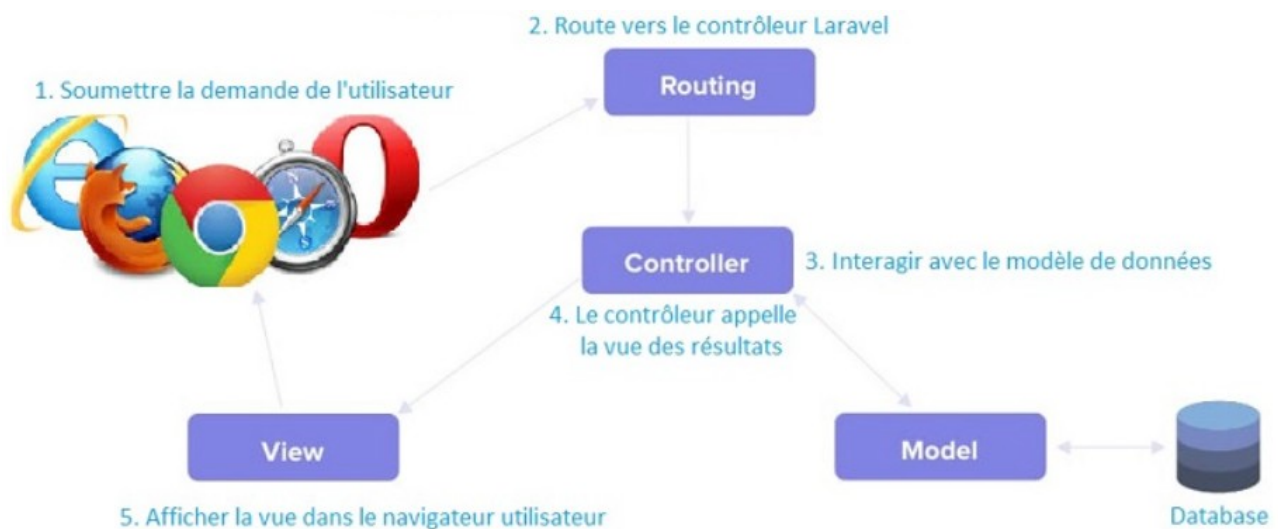 2. Route vers le contrôleur Laravel
Routing
1. Soumettre la demande de l'utilisateur
Controller
3. Interagir avec le modèle de données
4. Le contrôleur appelle
la vue des résultats
View
Model
5. Afficher la vue dans le navigateur utilisateur
Database